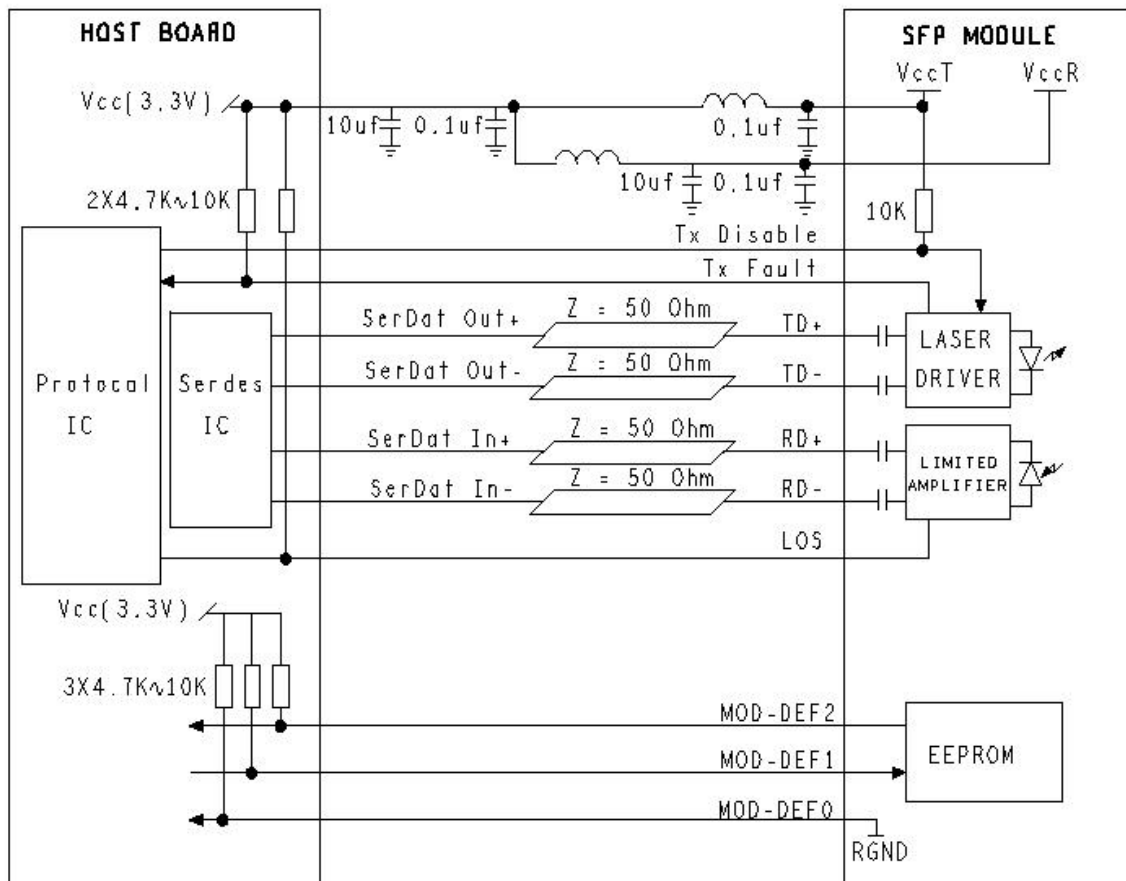 HOST BOARD
SFP MODULE
VccT
VccR
Vcc(3.3V)
10uf
0.1uf
0.1uf
10uf
0.1uf
2X4.7K~10K
10K
Tx Disable
Tx Fault
SerDat Out+
Z = 50 Ohm
TD+
LASER
DRIVER
SerDat Out-
Z = 50 Ohm
TD-
Protocal
IC
Serdes
IC
SerDat In+
Z = 50 Ohm
RD+
LIMITED
AMPLIFIER
SerDat In-
Z = 50 Ohm
RD-
LOS
Vcc(3.3V)
3X4.7K~10K
MOD-DEF2
MOD-DEF1
EEPROM
MOD-DEF0
RGND